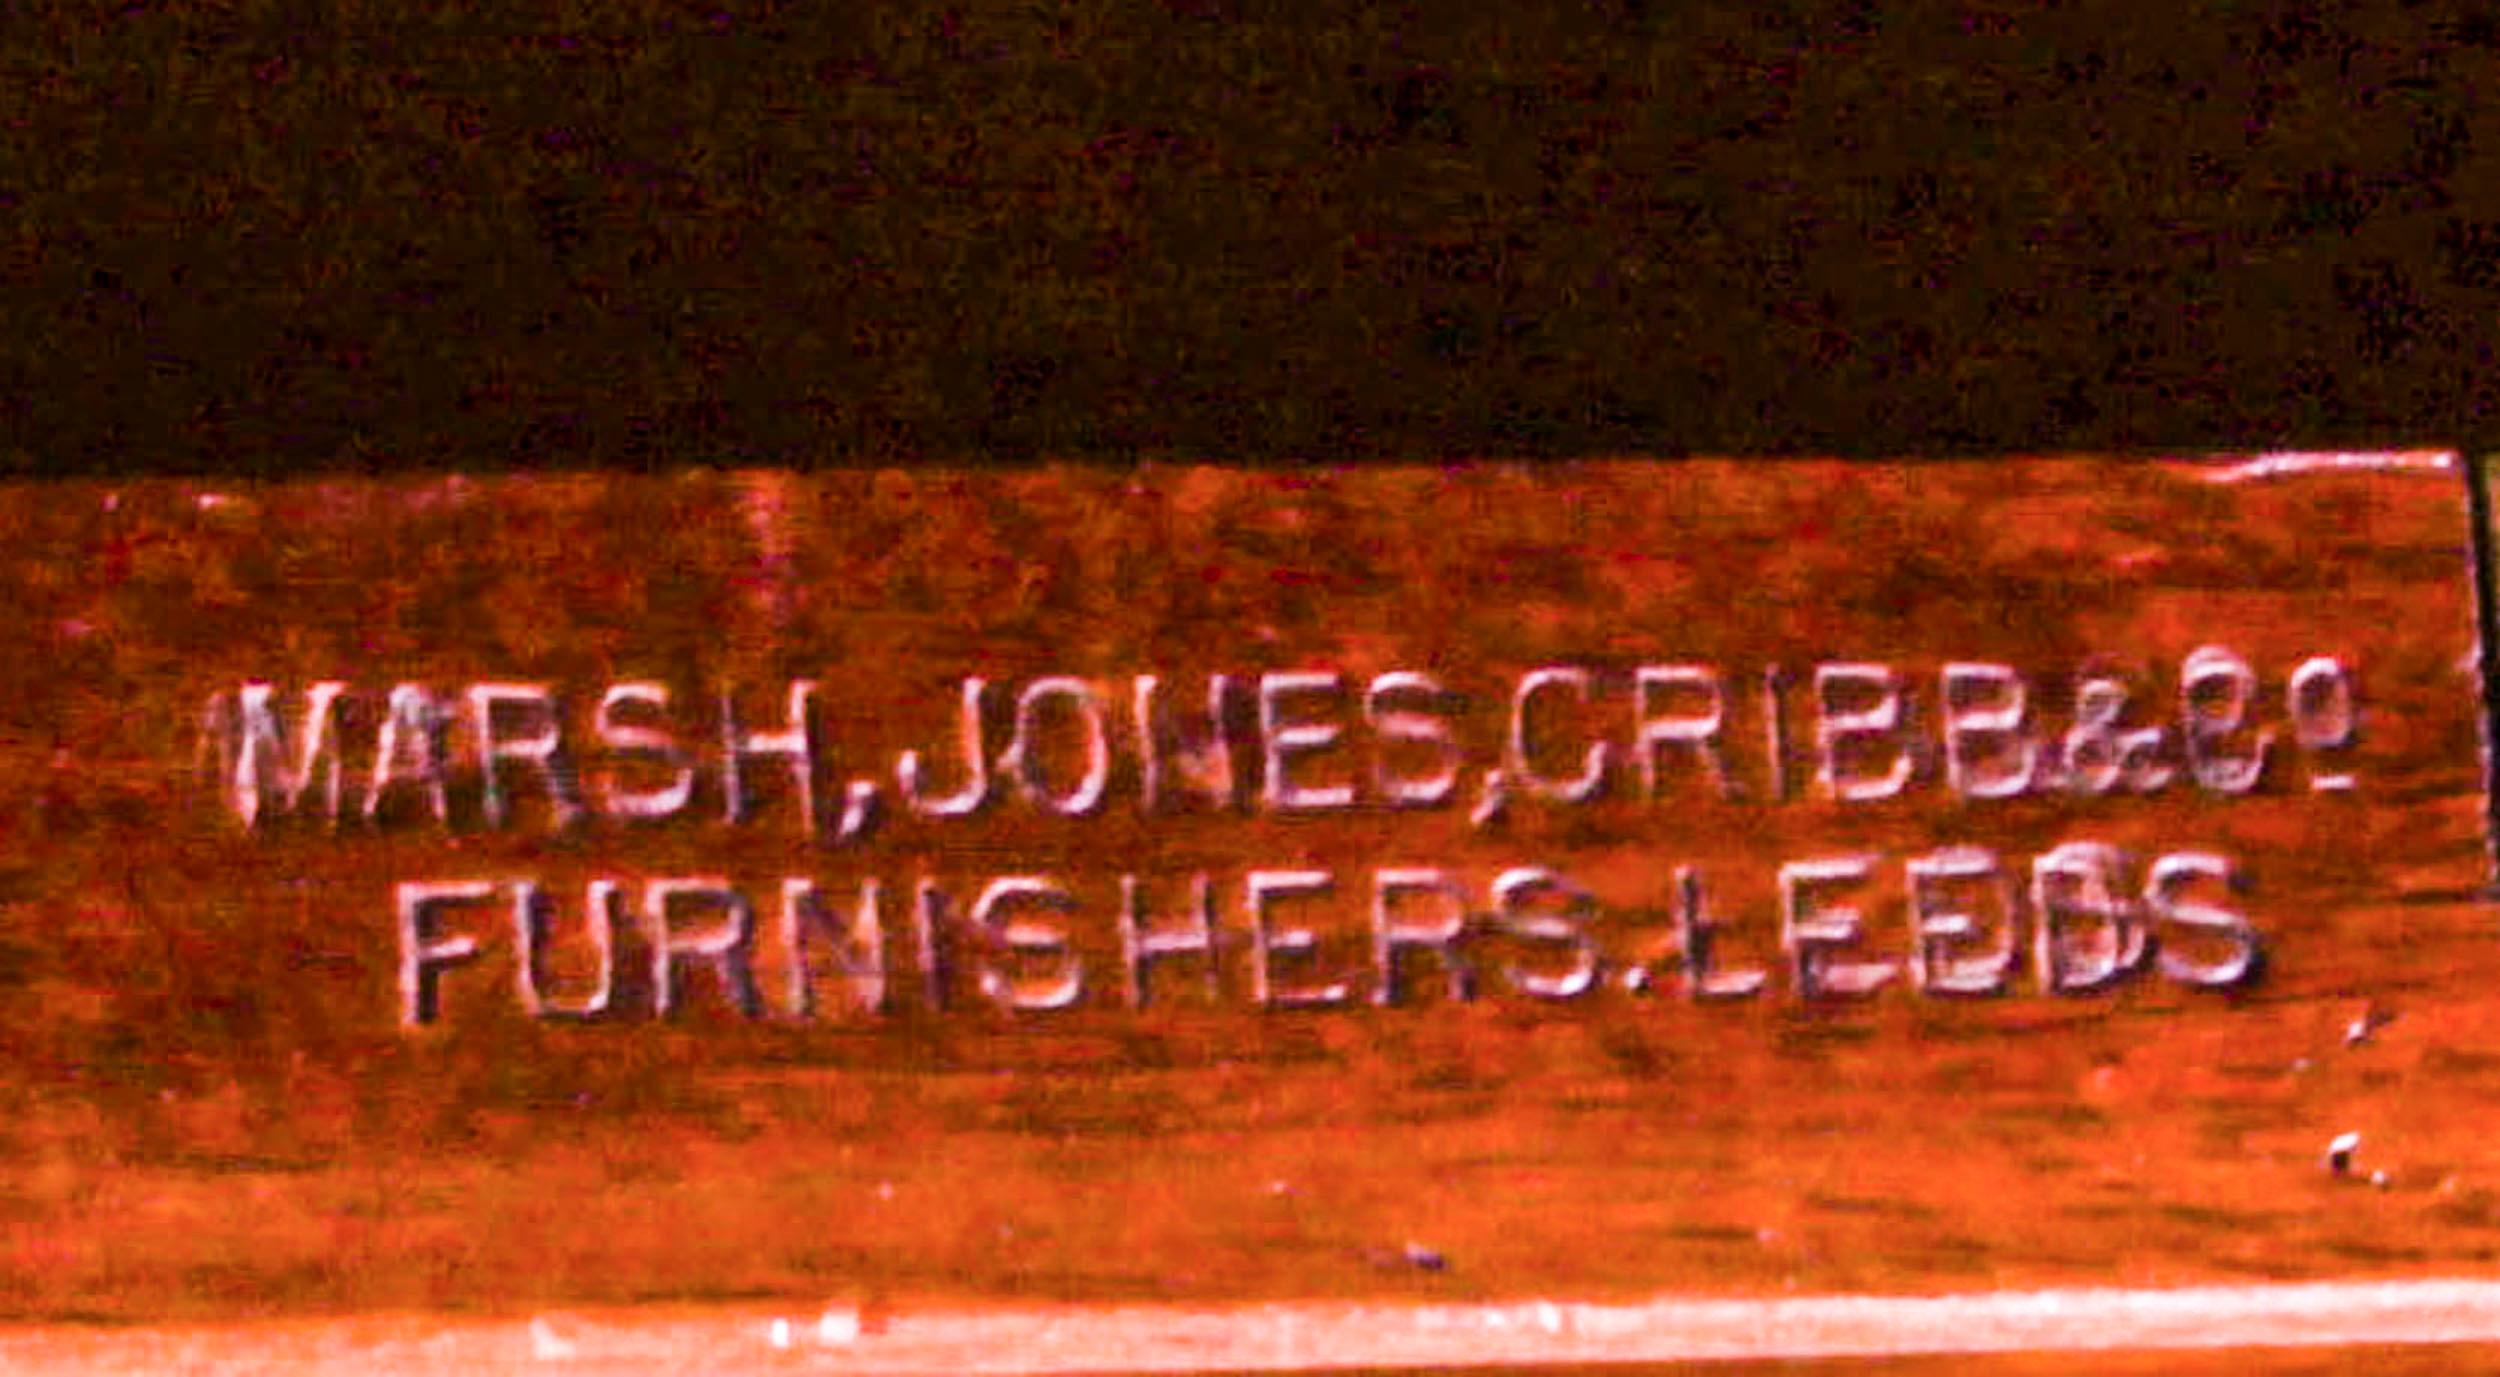 MARSH, JONES, CRIBB & Cº
FURNISHERS. LEEDS